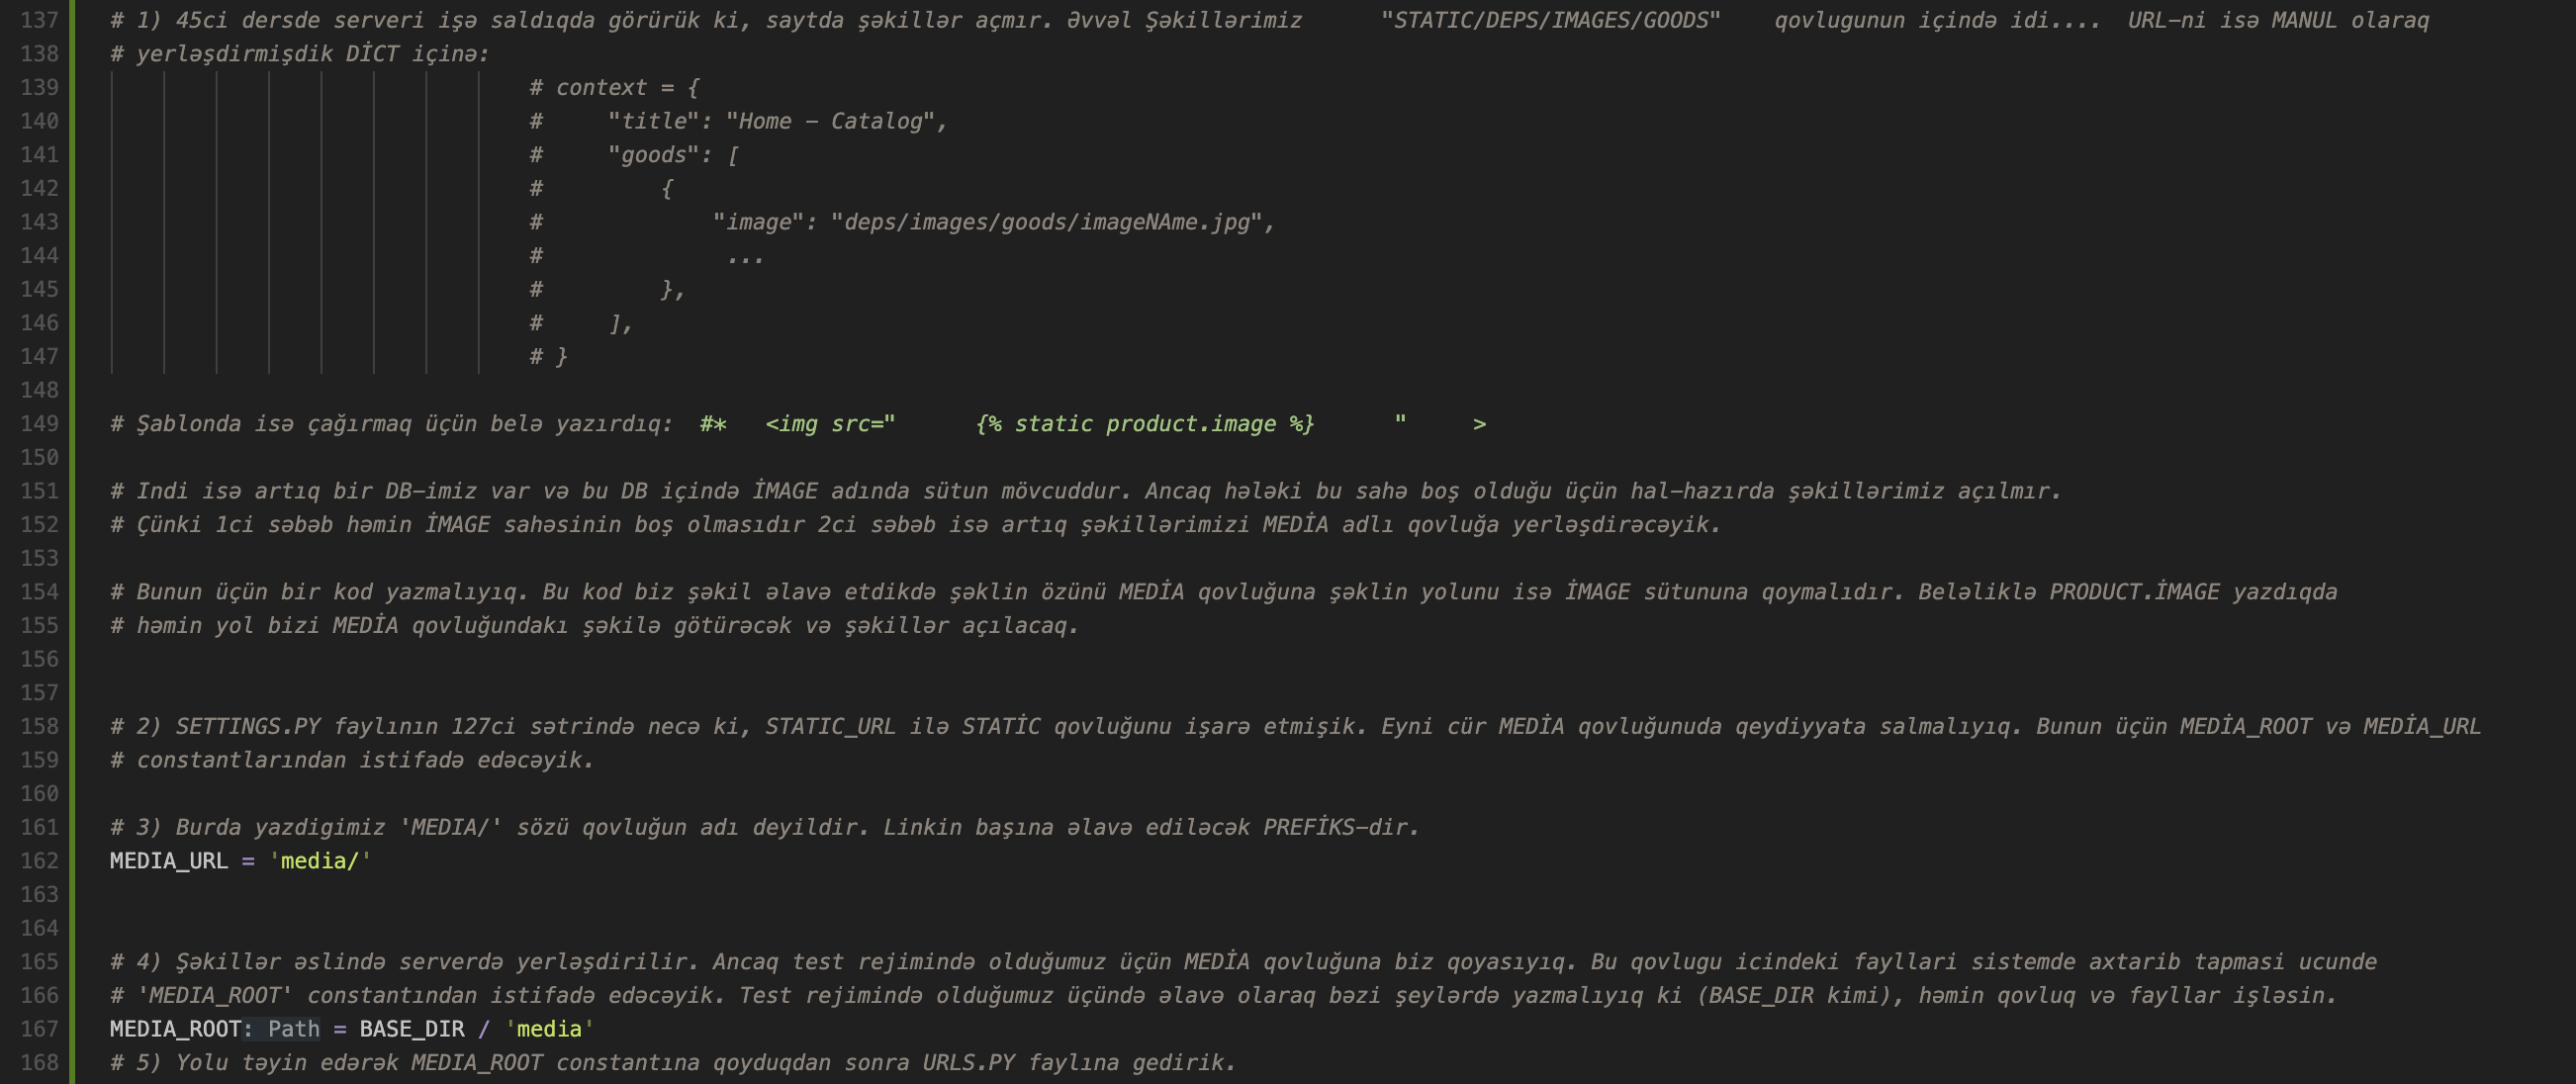 137 # 1) 45ci dersde serveri işə saldıqda görürük ki, saytda şəkillər açmır. Əvvəl Şəkillərimiz "STATIC/DEPS/IMAGES/GOODS" qovlugunun içində idi.... URL-ni isə MANUL olaraq
138 # yerləşdirmişdik DİCT içinə:
139 # context = {
140 # "title": "Home - Catalog",
141 # "goods": [
142 # {
143 # "image": "deps/images/goods/imageNAme.jpg",
144 # ...
145 # },
146 # ],
147 # }
148
149 # Şablonda isə çağırmaq üçün belə yazırdıq: #* <img src=" {% static product.image %} " >
150
151 # Indi isə artıq bir DB-imiz var və bu DB içində İMAGE adında sütun mövcuddur. Ancaq hələki bu sahə boş olduğu üçün hal-hazırda şəkillərimiz açılmır.
152 # Çünki 1ci səbəb həmin İMAGE sahəsinin boş olmasıdır 2ci səbəb isə artıq şəkillərimizi MEDİA adlı qovluğa yerləşdirəcəyik.
153
154 # Bunun üçün bir kod yazmalıyıq. Bu kod biz şəkil əlavə etdikdə şəklin özünü MEDİA qovluğuna şəklin yolunu isə İMAGE sütununa qoymalıdır. Beləliklə PRODUCT.İMAGE yazdıqda
155 # həmin yol bizi MEDİA qovluğundakı şəkilə götürəcək və şəkillər açılacaq.
156
157
158 # 2) SETTINGS.PY faylının 127ci sətrində necə ki, STATIC_URL ilə STATİC qovluğunu işarə etmişik. Eyni cür MEDİA qovluğunuda qeydiyyata salmalıyıq. Bunun üçün MEDİA_ROOT və MEDİA_URL
159 # constantlarından istifadə edəcəyik.
160
161 # 3) Burda yazdigimiz 'MEDIA/' sözü qovluğun adı deyildir. Linkin başına əlavə ediləcək PREFİKS-dir.
162 MEDIA_URL = 'media/'
163
164
165 # 4) Şəkillər əslində serverdə yerləşdirilir. Ancaq test rejimində olduğumuz üçün MEDİA qovluğuna biz qoyasıyıq. Bu qovlugu icindeki fayllari sistemde axtarib tapmasi ucunde
166 # 'MEDIA_ROOT' constantından istifadə edəcəyik. Test rejimində olduğumuz üçündə əlavə olaraq bəzi şeylərdə yazmalıyıq ki (BASE_DIR kimi), həmin qovluq və fayllar işləsin.
167 MEDIA_ROOT: Path = BASE_DIR / 'media'
168 # 5) Yolu təyin edərək MEDIA_ROOT constantına qoyduqdan sonra URLS.PY faylına gedirik.